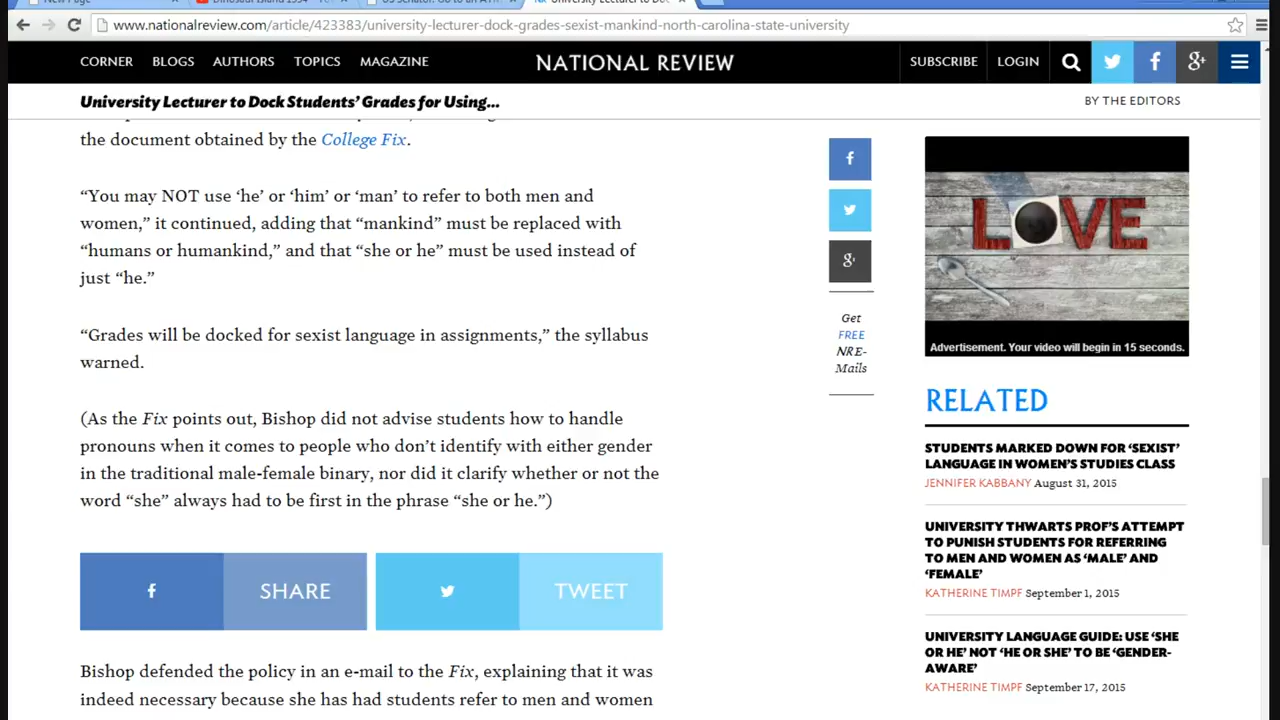 New Page
Dinosaur Island 1994
University Lecturer to Doc
www.nationalreview.com/article/423383/university-lecturer-dock-grades-sexist-mankind-north-carolina-state-university
CORNER BLOGS AUTHORS TOPICS MAGAZINE NATIONAL REVIEW SUBSCRIBE LOGIN
University Lecturer to Dock Students’ Grades for Using...
BY THE EDITORS
the document obtained by the College Fix.
“You may NOT use ‘he’ or ‘him’ or ‘man’ to refer to both men and
women,” it continued, adding that “mankind” must be replaced with
“humans or humankind,” and that “she or he” must be used instead of
just “he.”
“Grades will be docked for sexist language in assignments,” the syllabus
warned.
(As the Fix points out, Bishop did not advise students how to handle
pronouns when it comes to people who don’t identify with either gender
in the traditional male-female binary, nor did it clarify whether or not the
word “she” always had to be first in the phrase “she or he.”)
f SHARE TWEET
Bishop defended the policy in an e-mail to the Fix, explaining that it was
indeed necessary because she has had students refer to men and women
Get
FREE
NRE-
Mails
LOVE
Advertisement. Your video will begin in 15 seconds.
RELATED
STUDENTS MARKED DOWN FOR ‘SEXIST’
LANGUAGE IN WOMEN’S STUDIES CLASS
JENNIFER KABBANY August 31, 2015
UNIVERSITY THWARTS PROF’S ATTEMPT
TO PUNISH STUDENTS FOR REFERRING
TO MEN AND WOMEN AS ‘MALE’ AND
‘FEMALE’
KATHERINE TIMPF September 1, 2015
UNIVERSITY LANGUAGE GUIDE: USE ‘SHE
OR HE’ NOT ‘HE OR SHE’ TO BE ‘GENDER-
AWARE’
KATHERINE TIMPF September 17, 2015